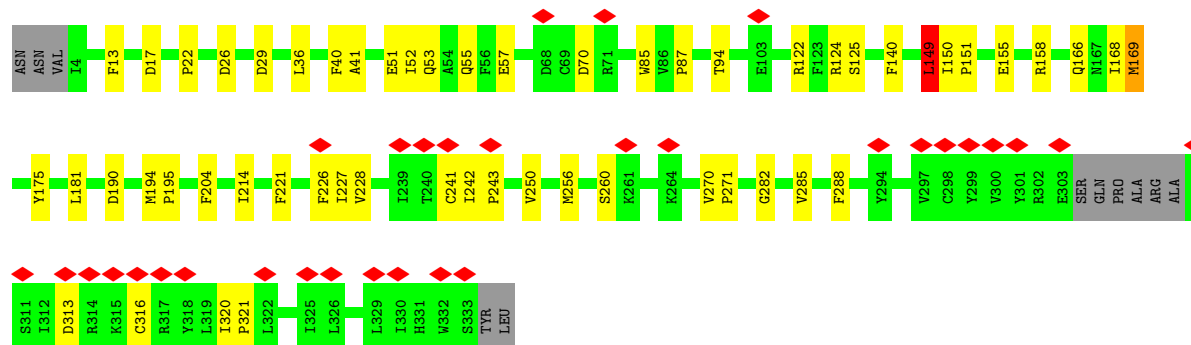 ASN ASN VAL I4 F13 D17 P22 D26 D29 L36 F40 A41 E51 I52 Q53 A54 Q55 F56 E57 D68 C69 D70 R71 W85 V86 P87 T94 E103 R122 F123 R124 S125 F140 L149 I150 P151 E155 R158 Q166 N167 I168 M169
Y175 L181 D190 M194 P195 F204 I214 F221 F226 I227 V228 I239 T240 C241 I242 P243 V250 M256 S260 K261 K264 V270 P271 G282 V285 F288 Y294 V297 C298 Y299 V300 Y301 R302 E303 SER GLN PRO ALA ARG ALA
S311 I312 D313 R314 K315 C316 R317 Y318 L319 I320 P321 L322 I325 L326 L329 I330 H331 W332 S333 TYR LEU